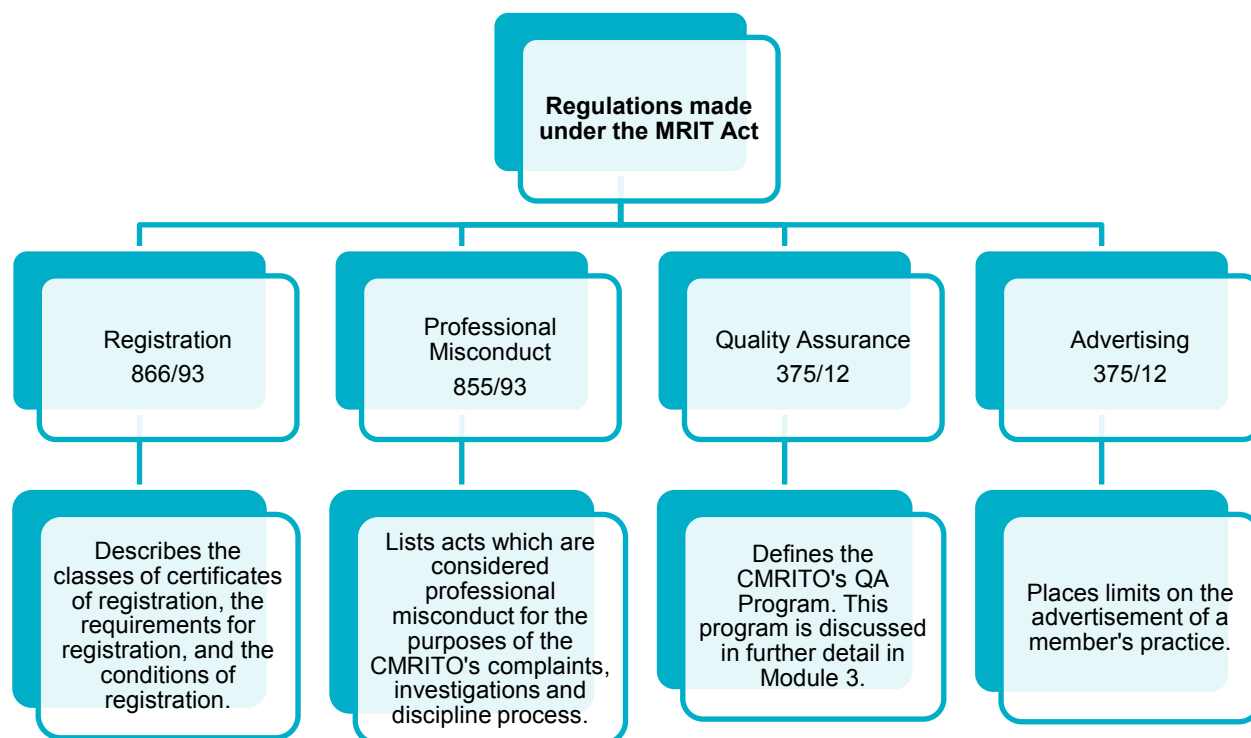 Regulations made
under the MRIT Act
Registration
866/93
Professional
Misconduct
855/93
Quality Assurance
375/12
Advertising
375/12
Describes the
classes of certificates
of registration, the
requirements for
registration, and the
conditions of
registration.
Lists acts which are
considered
professional
misconduct for the
purposes of the
CMRITO's complaints,
investigations and
discipline process.
Defines the
CMRITO's QA
Program. This
program is discussed
in further detail in
Module 3.
Places limits on the
advertisement of a
member's practice.